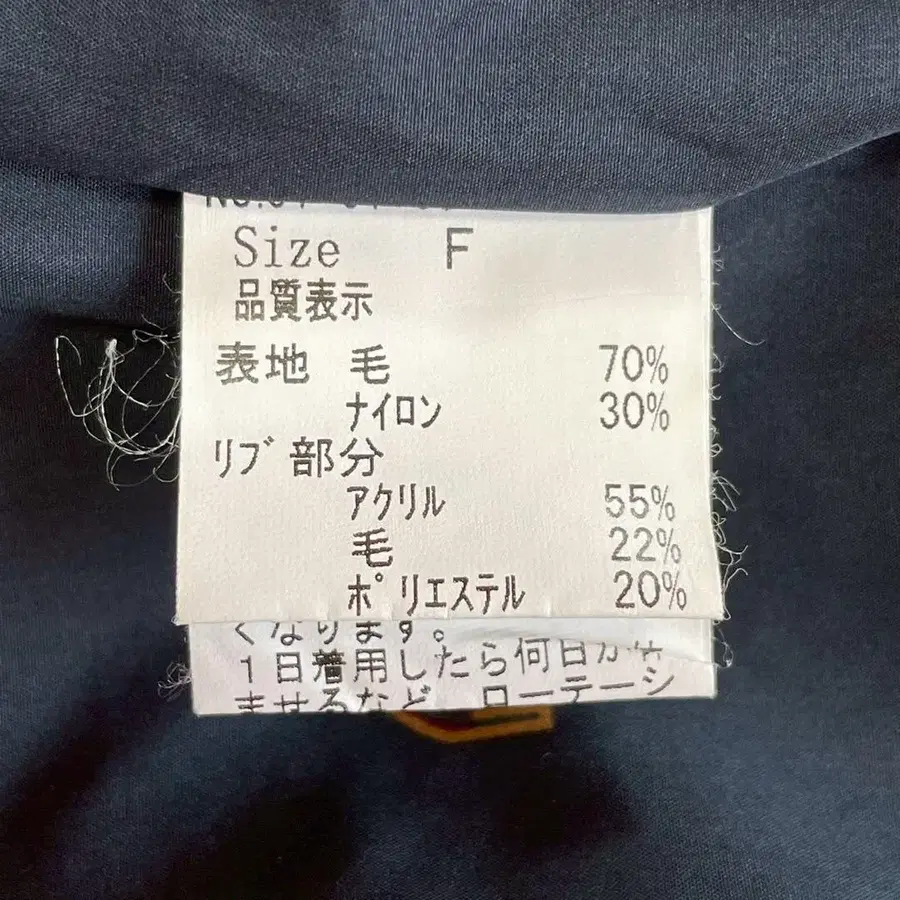 Size F
品質表示
表地 毛 70%
ナイロン 30%
リブ部分
アクリル 55%
毛 22%
ポリエステル 20%
くなります。
1日着用したら何日か休
ませるなど、ローテーシ